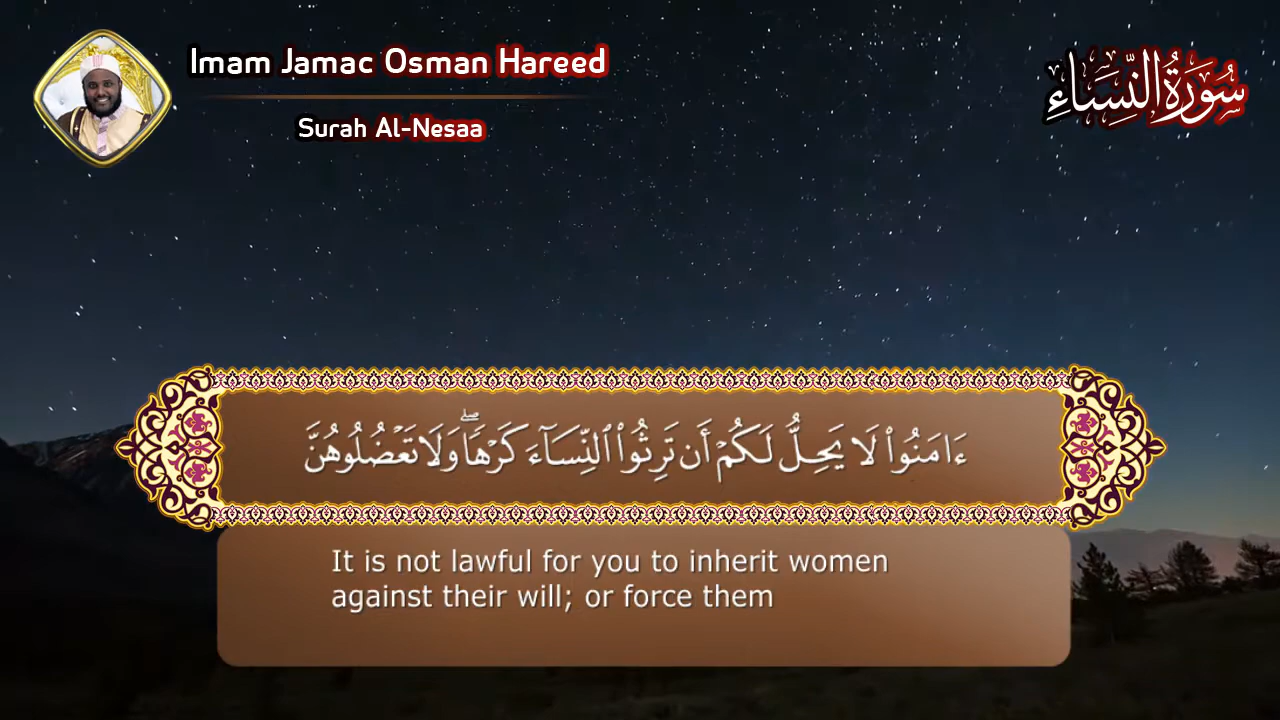 Imam Jamac Osman Hareed
Surah Al-Nesaa
سُورَةُ النِّسَاءِ
ءَامَنُوا۟ لَا يَحِلُّ لَكُمْ أَن تَرِثُوا۟ ٱلنِّسَآءَ كَرْهًۭا ۖ وَلَا تَعْضُلُوهُنَّ
It is not lawful for you to inherit women
against their will; or force them